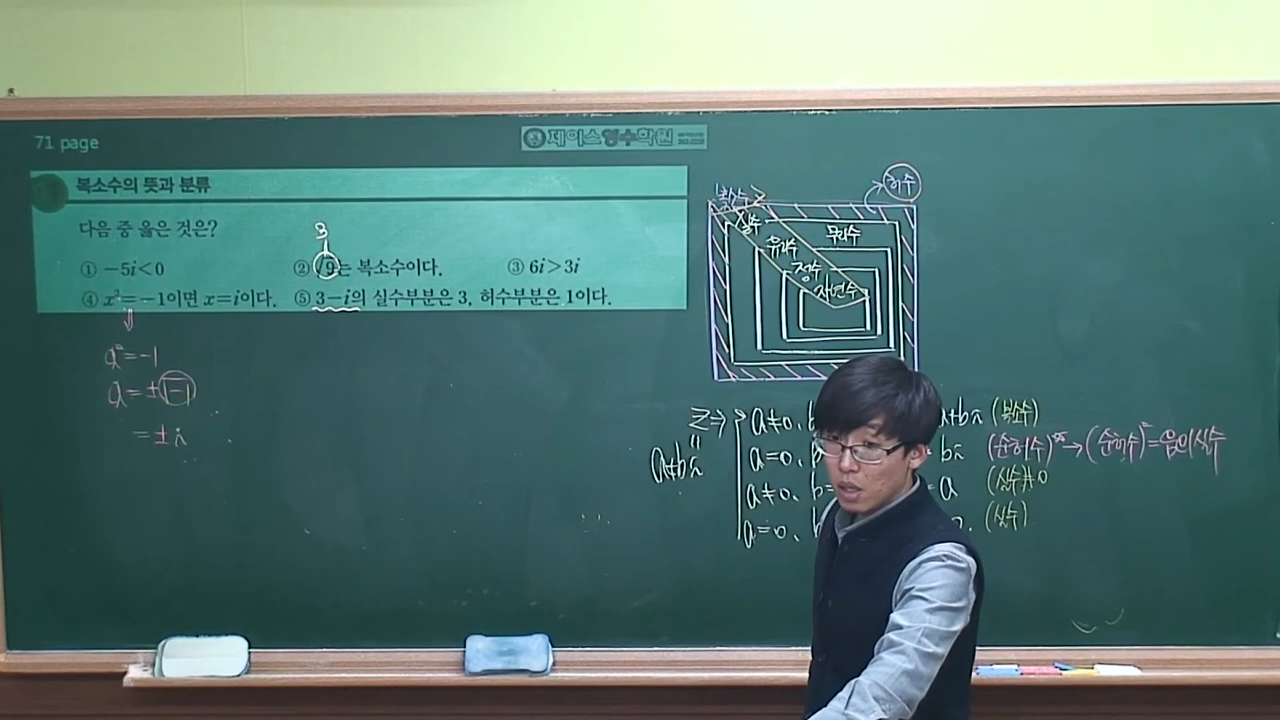 71 page
제이스영수학원
복소수의 뜻과 분류
다음 중 옳은 것은?
① −5i<0 ② √9는 복소수이다. ③ 6i>3i
④ x²=−1이면 x=i이다. ⑤ 3−i의 실수부분은 3, 허수부분은 1이다.
3
a²=-1
a=±√-1
=±i
복소수
허수
실수
무리수
유리수
정수
자연수
Z⇒
a+bi
a≠0, b a+bi (복소수)
a=0, b bi (순허수) → (순허수)²=음의실수
a≠0, b= = a (실수)≠0
a=0, b (실수)